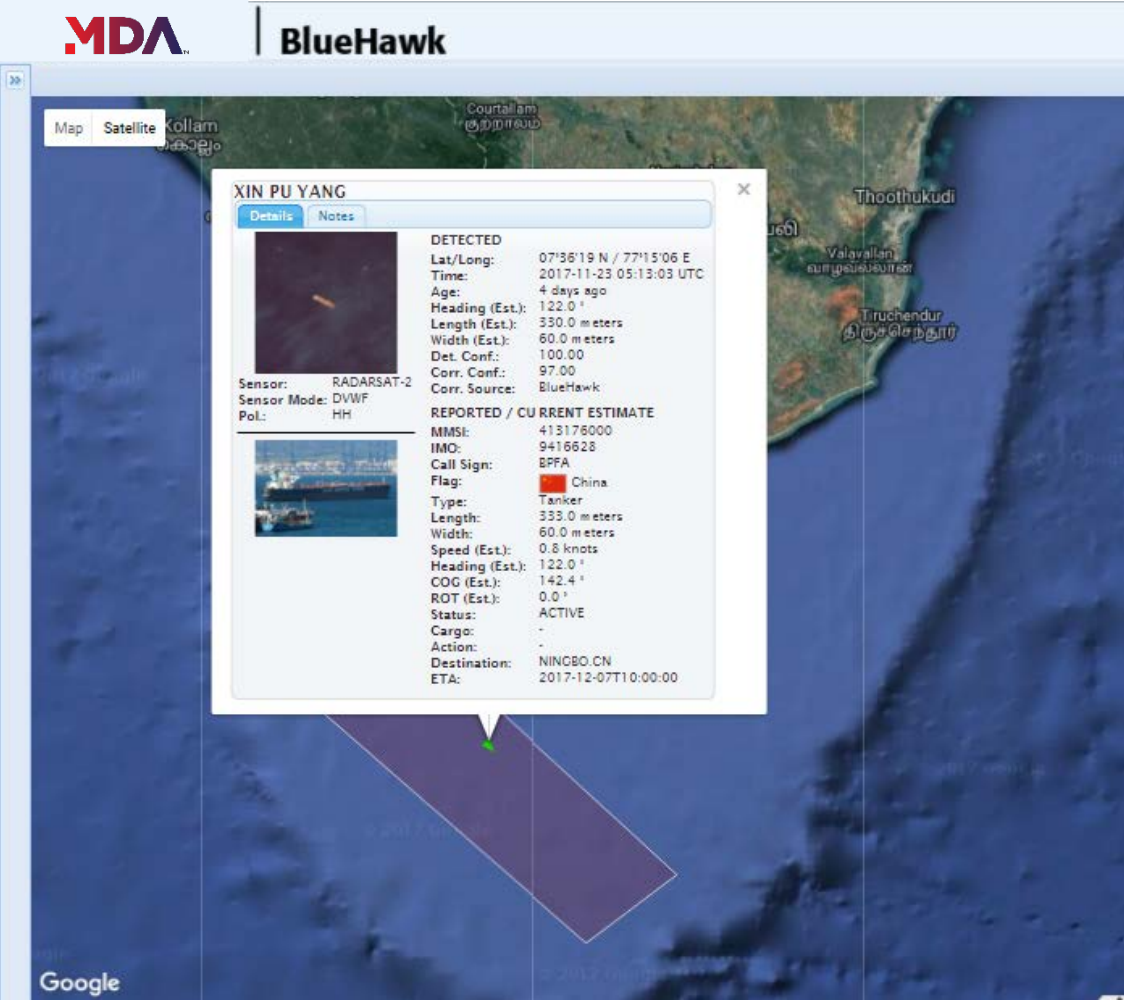 MDA
BlueHawk
Map
Satellite
Kollam
കൊല്ലം
Courtallam
குற்றாலம்
Thoothukudi
Valavallan
Tiruchendur
திருச்செந்தூர்
XIN PU YANG
Details
Notes
Sensor: RADARSAT-2
Sensor Mode: DVWF
Pol.: HH
DETECTED
Lat/Long: 07°36'19 N / 77°15'06 E
Time: 2017-11-23 05:13:03 UTC
Age: 4 days ago
Heading (Est.): 122.0 °
Length (Est.): 330.0 meters
Width (Est.): 60.0 meters
Det. Conf.: 100.00
Corr. Conf.: 97.00
Corr. Source: BlueHawk
REPORTED / CU RRENT ESTIMATE
MMSI: 413176000
IMO: 9416628
Call Sign: BPFA
Flag: China
Type: Tanker
Length: 333.0 meters
Width: 60.0 meters
Speed (Est.): 0.8 knots
Heading (Est.): 122.0 °
COG (Est.): 142.4 °
ROT (Est.): 0.0 °
Status: ACTIVE
Cargo: -
Action: -
Destination: NINGBO.CN
ETA: 2017-12-07T10:00:00
Google